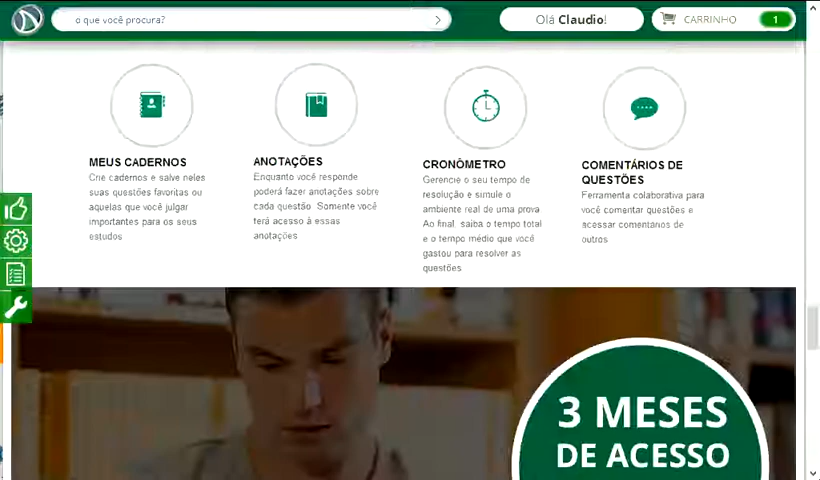 o que você procura?
Olá Claudio!
CARRINHO
1
MEUS CADERNOS
Crie cadernos e salve neles
suas questões favoritas ou
aquelas que você julgar
importantes para os seus
estudos
ANOTAÇÕES
Enquanto você responde
poderá fazer anotações sobre
cada questão. Somente você
terá acesso à essas
anotações
CRONÔMETRO
Gerencie o seu tempo de
resolução e simule o
ambiente real de uma prova
Ao final, saiba o tempo total
e o tempo médio que você
gastou para resolver as
questões
COMENTÁRIOS DE
QUESTÕES
Ferramenta colaborativa para
você comentar questões e
acessar comentários de
outros
3 MESES
DE ACESSO